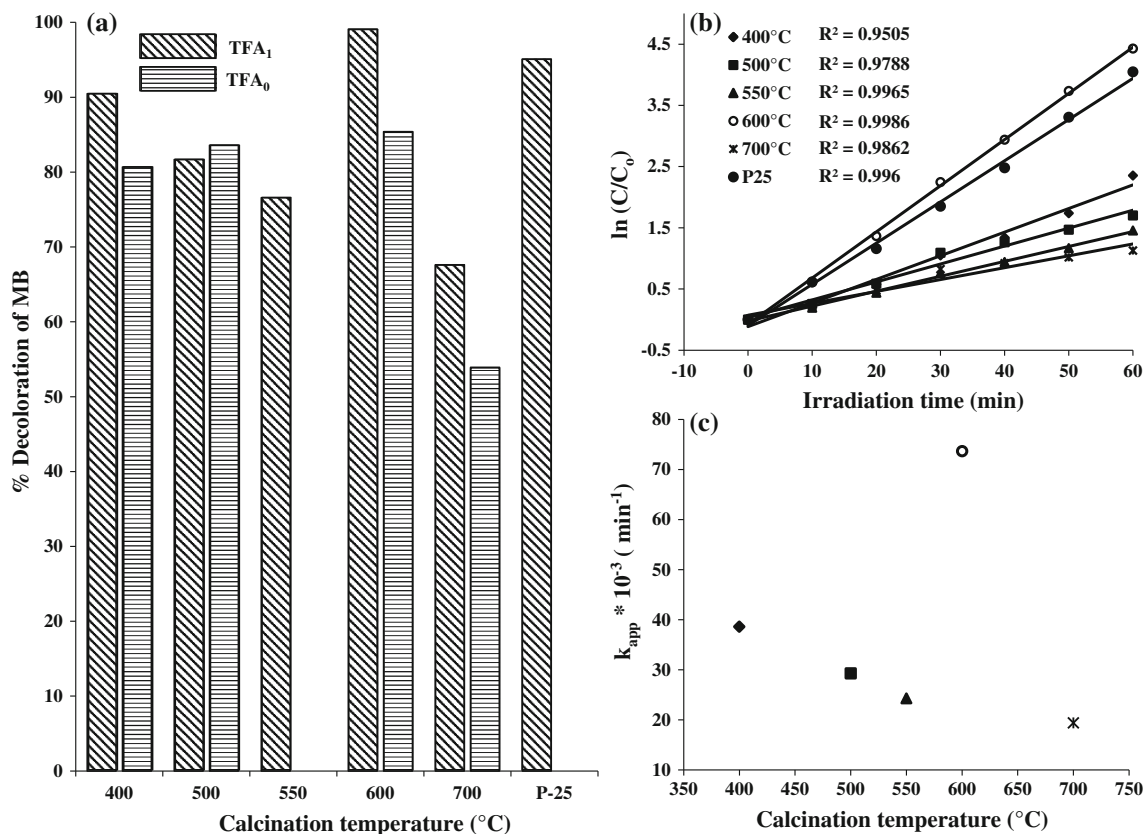 (a)
100
90
80
70
60
50
40
30
20
10
0
% Decoloration of MB
TFA₁
TFA₀
400 500 550 600 700 P-25
Calcination temperature (°C)
(b)
4.5
3.5
2.5
1.5
0.5
-0.5
ln (C/Cₒ)
400°C R² = 0.9505
500°C R² = 0.9788
550°C R² = 0.9965
600°C R² = 0.9986
700°C R² = 0.9862
P25 R² = 0.996
-10 0 10 20 30 40 50 60
Irradiation time (min)
(c)
80
70
60
50
40
30
20
10
k_app * 10⁻³ ( min⁻¹)
350 400 450 500 550 600 650 700 750
Calcination temperature (°C)